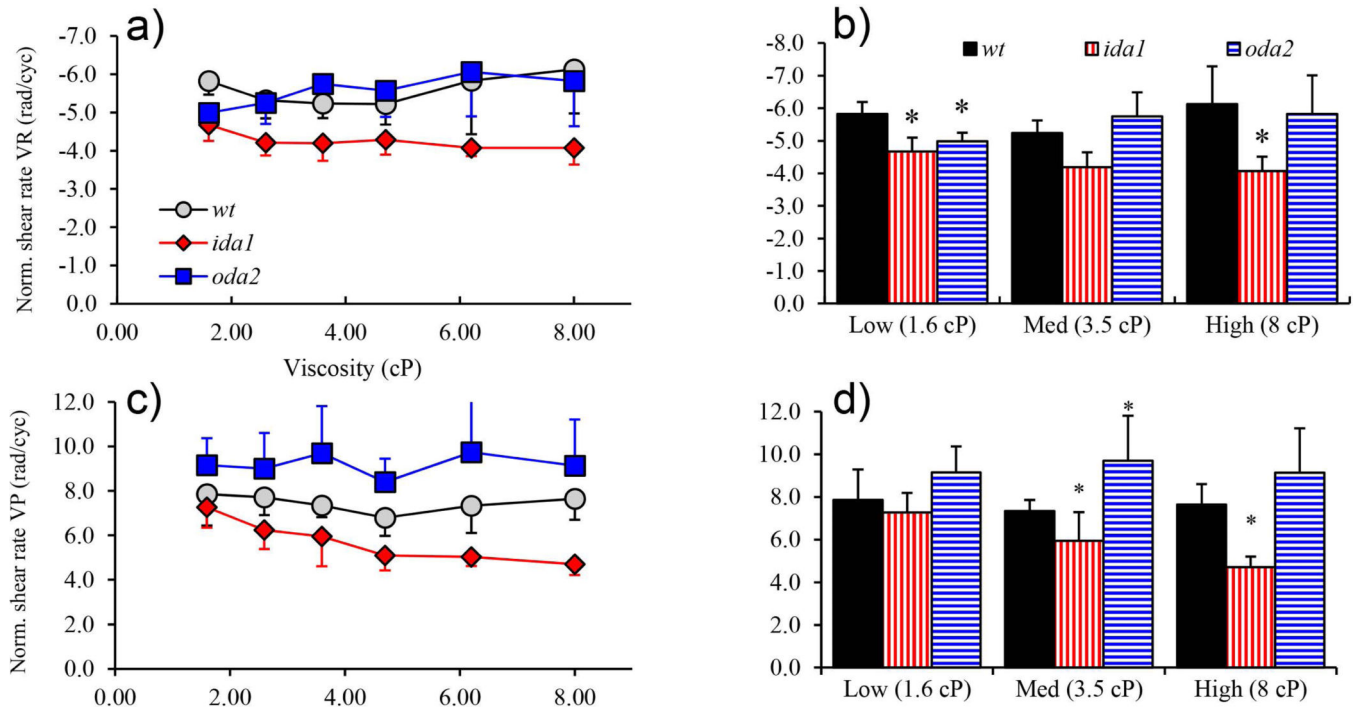 a)
Norm. shear rate VR (rad/cyc)
-7.0
-6.0
-5.0
-4.0
-3.0
-2.0
-1.0
0.0
wt
ida1
oda2
0.00 2.00 4.00 6.00 8.00
Viscosity (cP)
b)
-8.0
-7.0
-6.0
-5.0
-4.0
-3.0
-2.0
-1.0
0.0
wt ida1 oda2
* * *
Low (1.6 cP) Med (3.5 cP) High (8 cP)
c)
Norm. shear rate VP (rad/cyc)
12.0
10.0
8.0
6.0
4.0
2.0
0.0
0.00 2.00 4.00 6.00 8.00
d)
12.0
10.0
8.0
6.0
4.0
2.0
0.0
* * *
Low (1.6 cP) Med (3.5 cP) High (8 cP)